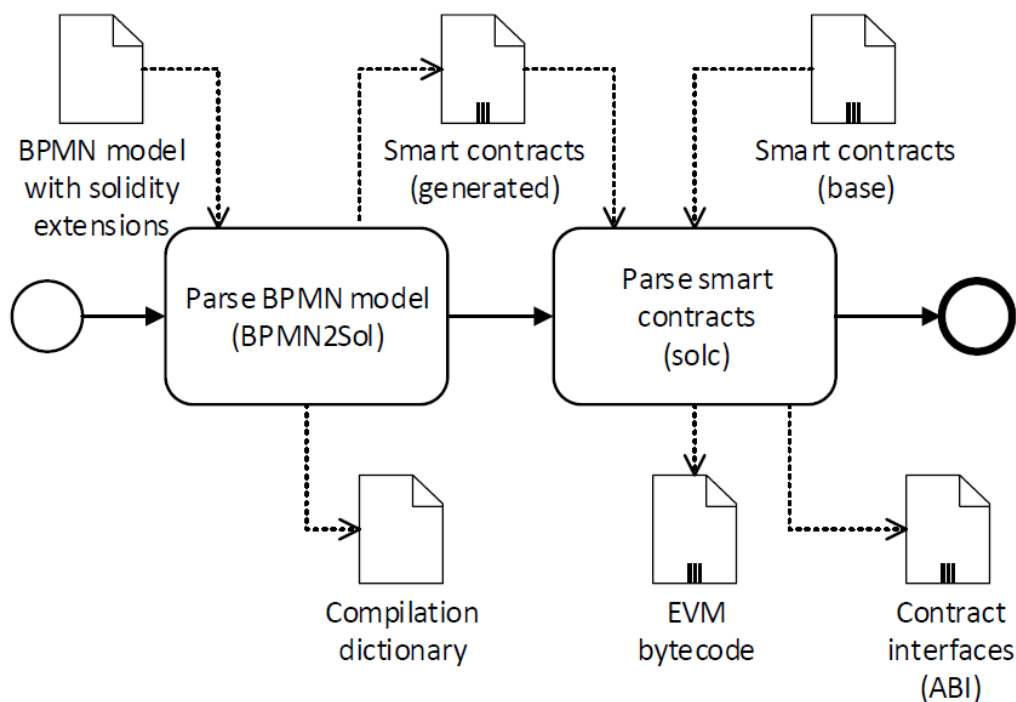 BPMN model
with solidity
extensions
Smart contracts
(generated)
Smart contracts
(base)
Parse BPMN model
(BPMN2Sol)
Parse smart
contracts
(solc)
Compilation
dictionary
EVM
bytecode
Contract
interfaces
(ABI)